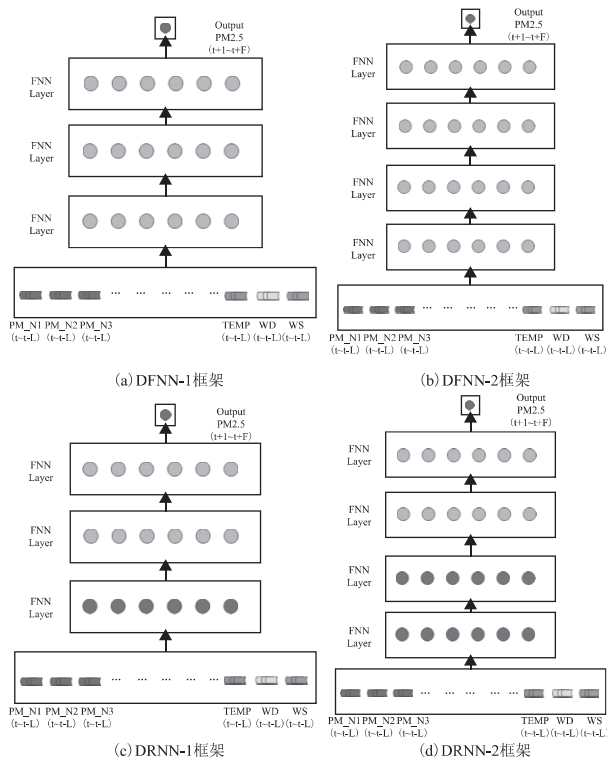 Output
PM2.5
(t+1~t+F)
FNN
Layer
FNN
Layer
FNN
Layer
... ... ... ... ...
PM_N1 PM_N2 PM_N3 TEMP WD WS
(t~t-L) (t~t-L) (t~t-L) (t~t-L) (t~t-L) (t~t-L)
(a) DFNN-1框架
Output
PM2.5
(t+1~t+F)
FNN
Layer
FNN
Layer
FNN
Layer
FNN
Layer
... ... ... ... ...
PM_N1 PM_N2 PM_N3 TEMP WD WS
(t~t-L) (t~t-L) (t~t-L) (t~t-L) (t~t-L) (t~t-L)
(b) DFNN-2框架
Output
PM2.5
(t+1~t+F)
FNN
Layer
FNN
Layer
FNN
Layer
... ... ... ... ...
PM_N1 PM_N2 PM_N3 TEMP WD WS
(t~t-L) (t~t-L) (t~t-L) (t~t-L) (t~t-L) (t~t-L)
(c) DRNN-1框架
Output
PM2.5
(t+1~t+F)
FNN
Layer
FNN
Layer
FNN
Layer
FNN
Layer
... ... ... ... ...
PM_N1 PM_N2 PM_N3 TEMP WD WS
(t~t-L) (t~t-L) (t~t-L) (t~t-L) (t~t-L) (t~t-L)
(d) DRNN-2框架